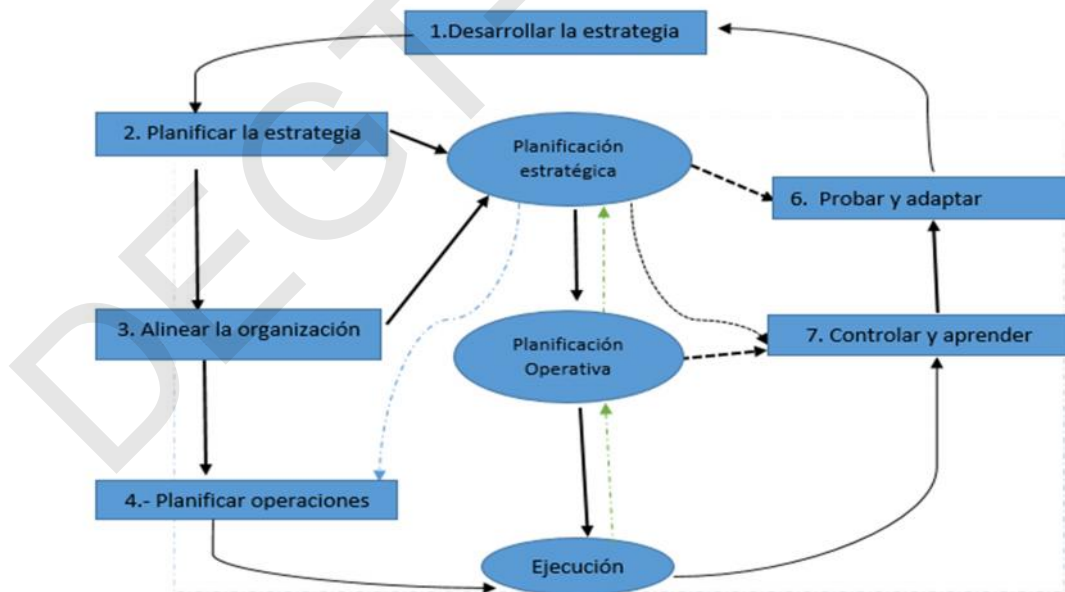 1.Desarrollar la estrategia
2. Planificar la estrategia
Planificación
estratégica
6.  Probar y adaptar
3. Alinear la organización
Planificación
Operativa
7. Controlar y aprender
4.- Planificar operaciones
Ejecución
DEGT